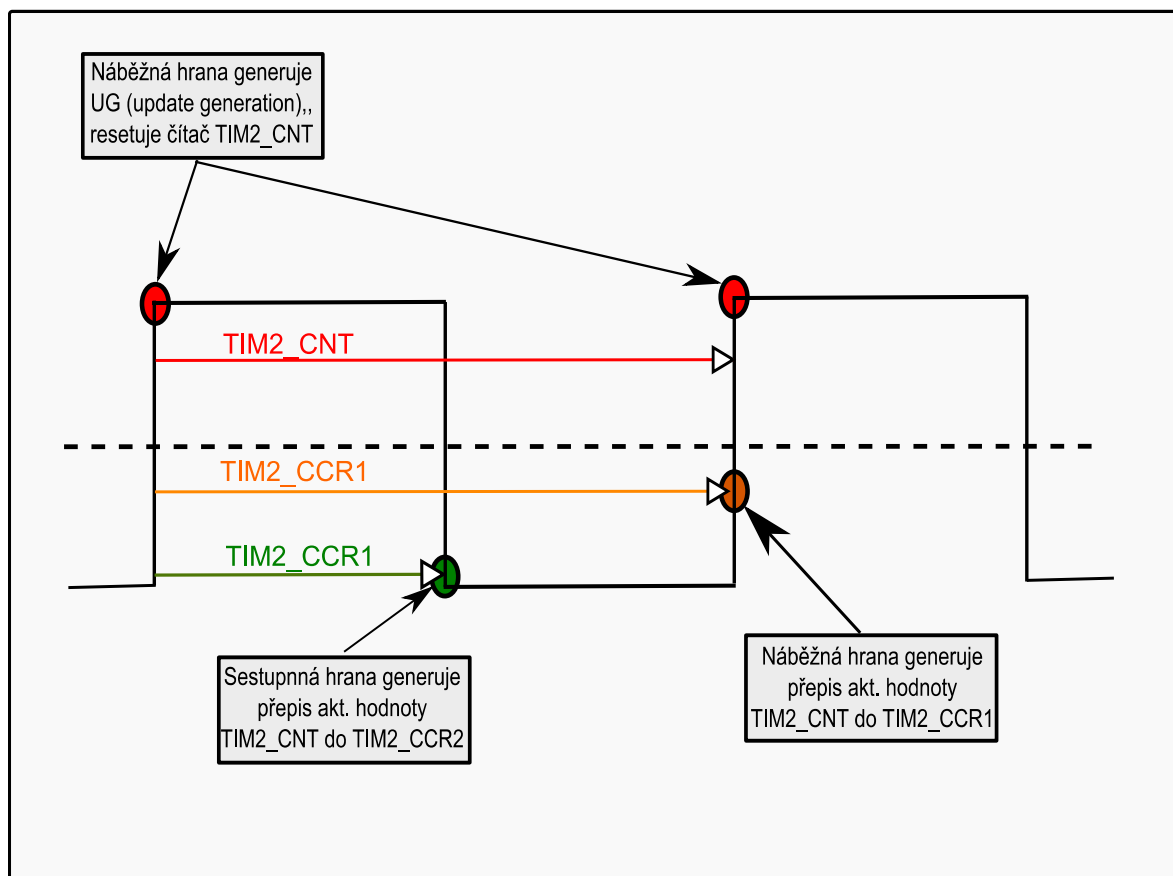 Náběžná hrana generuje
UG (update generation),,
resetuje čítač TIM2_CNT
TIM2_CNT
TIM2_CCR1
TIM2_CCR1
Sestupnná hrana generuje
přepis akt. hodnoty
TIM2_CNT do TIM2_CCR2
Náběžná hrana generuje
přepis akt. hodnoty
TIM2_CNT do TIM2_CCR1